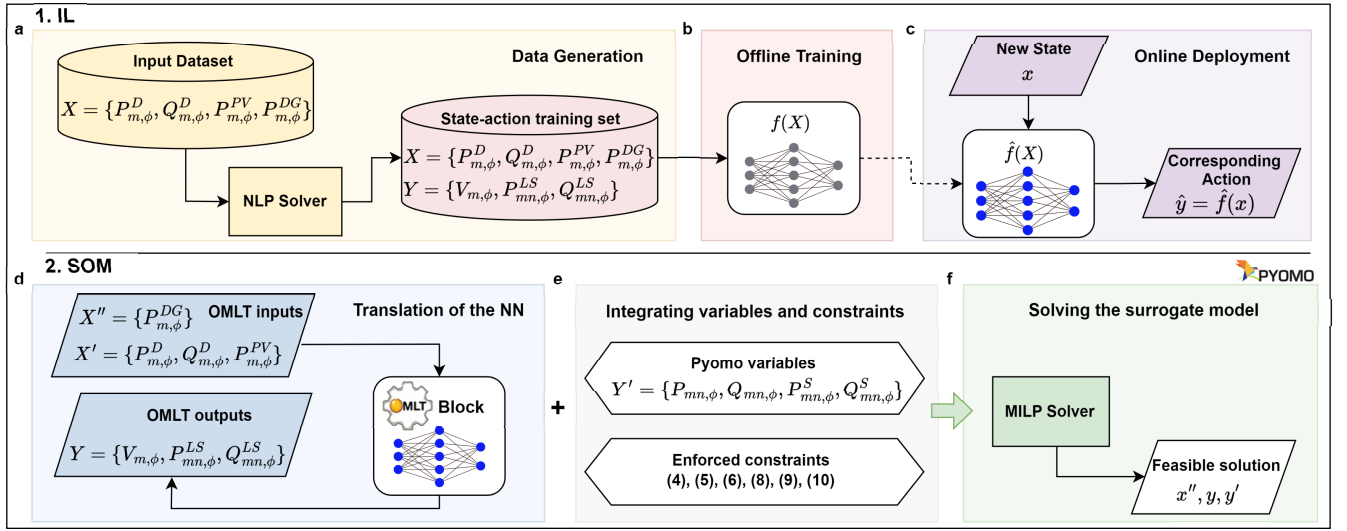 1. IL
a
Input Dataset
X = {P^D_{m,ϕ}, Q^D_{m,ϕ}, P^{PV}_{m,ϕ}, P^{DG}_{m,ϕ}}
Data Generation
NLP Solver
State-action training set
X = {P^D_{m,ϕ}, Q^D_{m,ϕ}, P^{PV}_{m,ϕ}, P^{DG}_{m,ϕ}}
Y = {V_{m,ϕ}, P^{LS}_{mn,ϕ}, Q^{LS}_{mn,ϕ}}
b
Offline Training
f(X)
c
New State
x
Online Deployment
f̂(X)
Corresponding
Action
ŷ = f̂(x)
2. SOM
d
X′′ = {P^{DG}_{m,ϕ}} OMLT inputs
X′ = {P^D_{m,ϕ}, Q^D_{m,ϕ}, P^{PV}_{m,ϕ}}
Translation of the NN
OMLT outputs
Y = {V_{m,ϕ}, P^{LS}_{mn,ϕ}, Q^{LS}_{mn,ϕ}}
OMLT Block
+
e
Integrating variables and constraints
Pyomo variables
Y′ = {P_{mn,ϕ}, Q_{mn,ϕ}, P^S_{mn,ϕ}, Q^S_{mn,ϕ}}
Enforced constraints
(4), (5), (6), (8), (9), (10)
f
PYOMO
Solving the surrogate model
MILP Solver
Feasible solution
x′′, y, y′